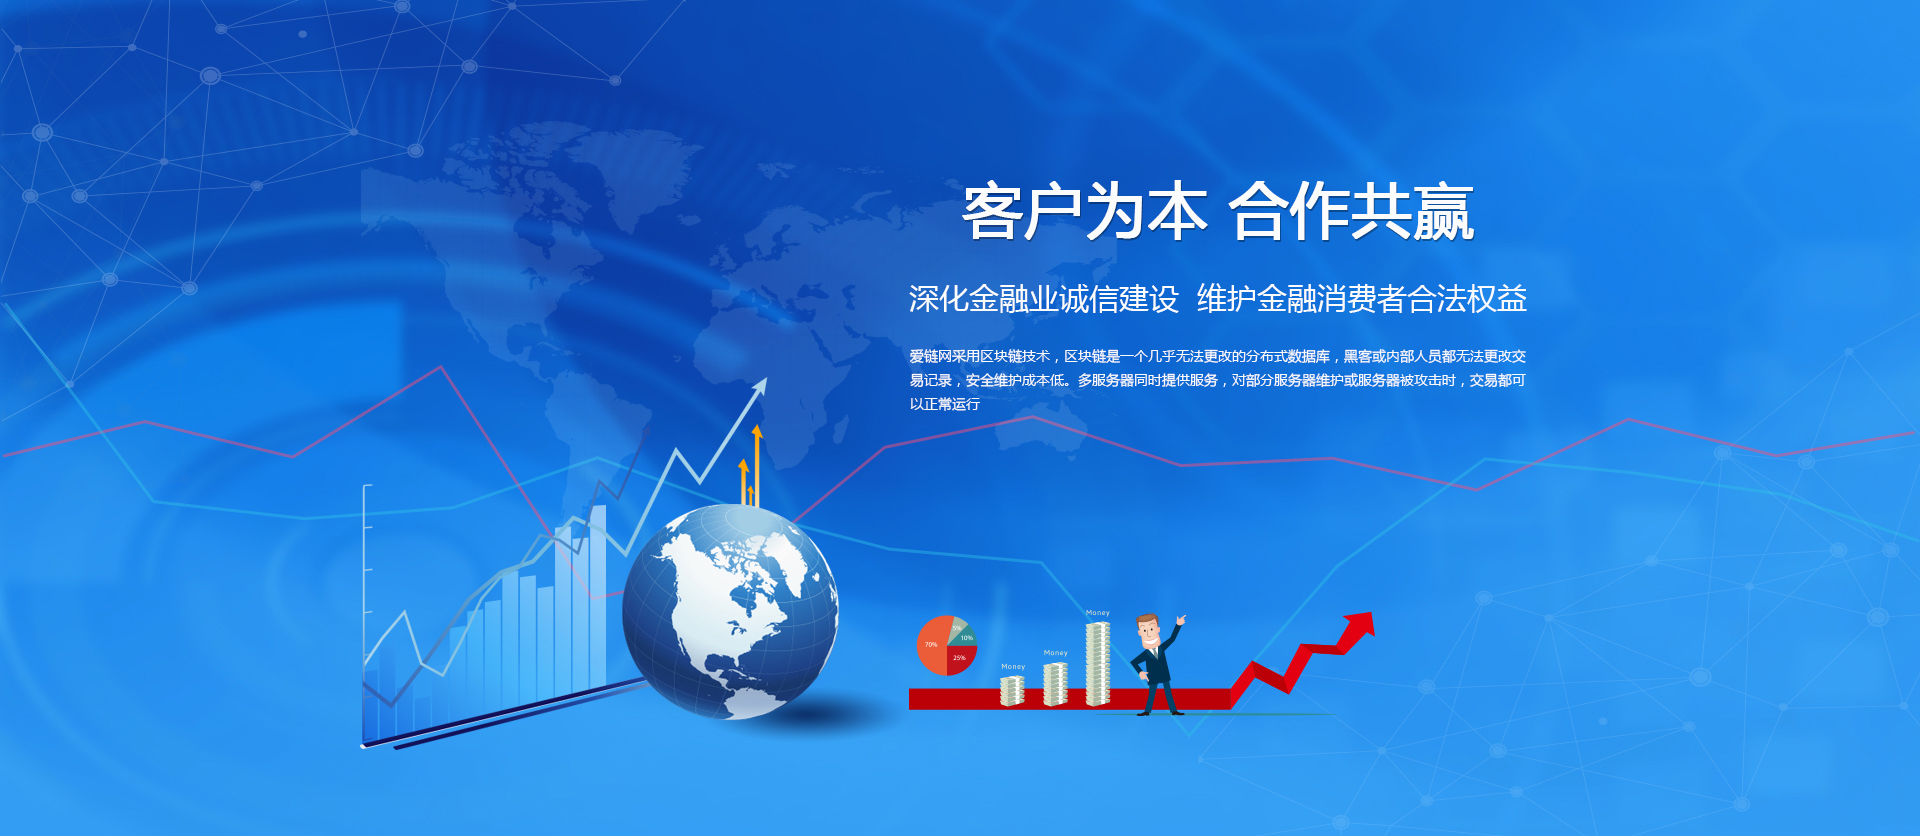 客户为本 合作共赢
深化金融业诚信建设 维护金融消费者合法权益
爱链网采用区块链技术，区块链是一个几乎无法更改的分布式数据库，黑客或内部人员都无法更改交
易记录，安全维护成本低。多服务器同时提供服务，对部分服务器维护或服务器被攻击时，交易都可
以正常运行
Money
Money
Money
5%
10%
70%
25%